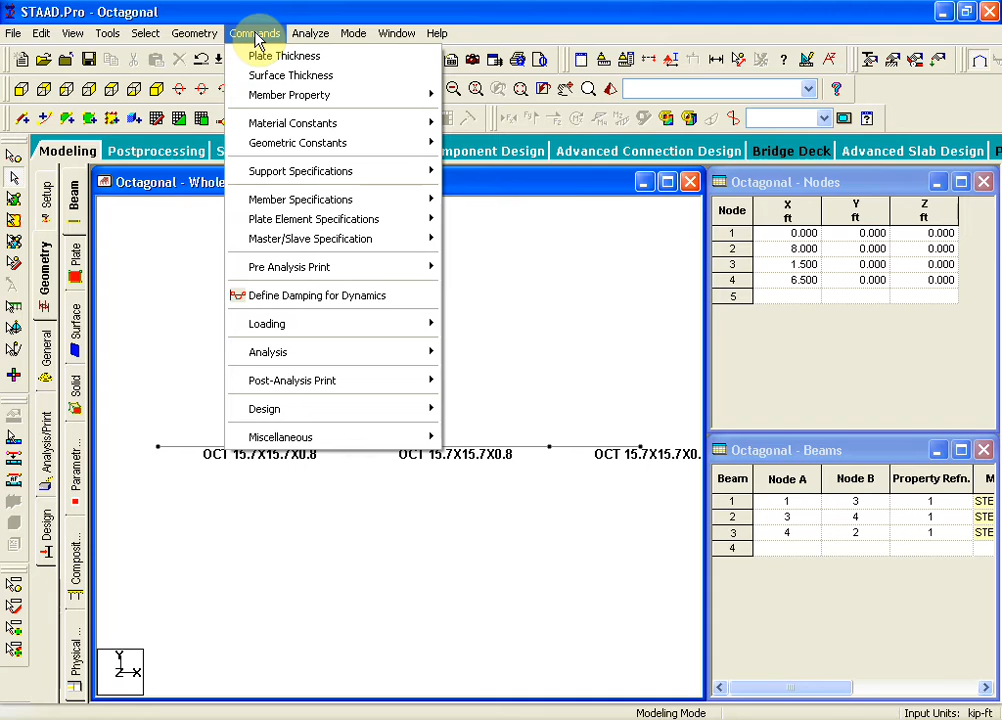 STAAD.Pro - Octagonal
File Edit View Tools Select Geometry Commands Analyze Mode Window Help
Plate Thickness
Surface Thickness
Member Property
Material Constants
Geometric Constants
Support Specifications
Member Specifications
Plate Element Specifications
Master/Slave Specification
Pre Analysis Print
Define Damping for Dynamics
Loading
Analysis
Post-Analysis Print
Design
Miscellaneous
Modeling Postprocessing S omponent Design Advanced Connection Design Bridge Deck Advanced Slab Design
Setup
Geometry
General
Analysis/Print
Design
Beam
Plate
Surface
Solid
Parametr...
Composit...
Physical ...
Octagonal - Whole
OCT 15.7X15.7X0.8 OCT 15.7X15.7X0.8 OCT 15.7X15.7X0.
Y
Z X
Octagonal - Nodes
Node X ft Y ft Z ft
1 0.000 0.000 0.000
2 8.000 0.000 0.000
3 1.500 0.000 0.000
4 6.500 0.000 0.000
5
Octagonal - Beams
Beam Node A Node B Property Refn. M
1 1 3 1 STE
2 3 4 1 STE
3 4 2 1 STE
4
Modeling Mode Input Units: kip-ft